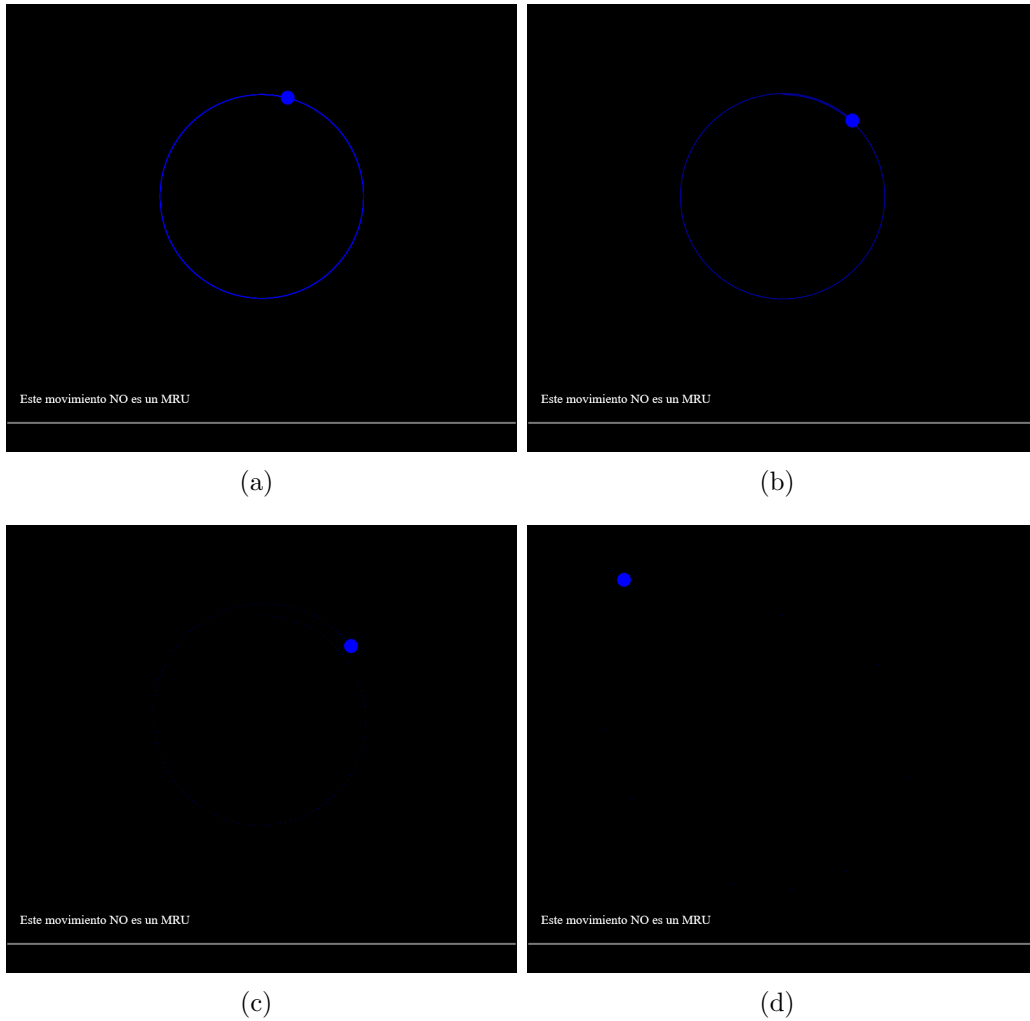 Este movimiento NO es un MRU
Este movimiento NO es un MRU
(a)
(b)
Este movimiento NO es un MRU
Este movimiento NO es un MRU
(c)
(d)